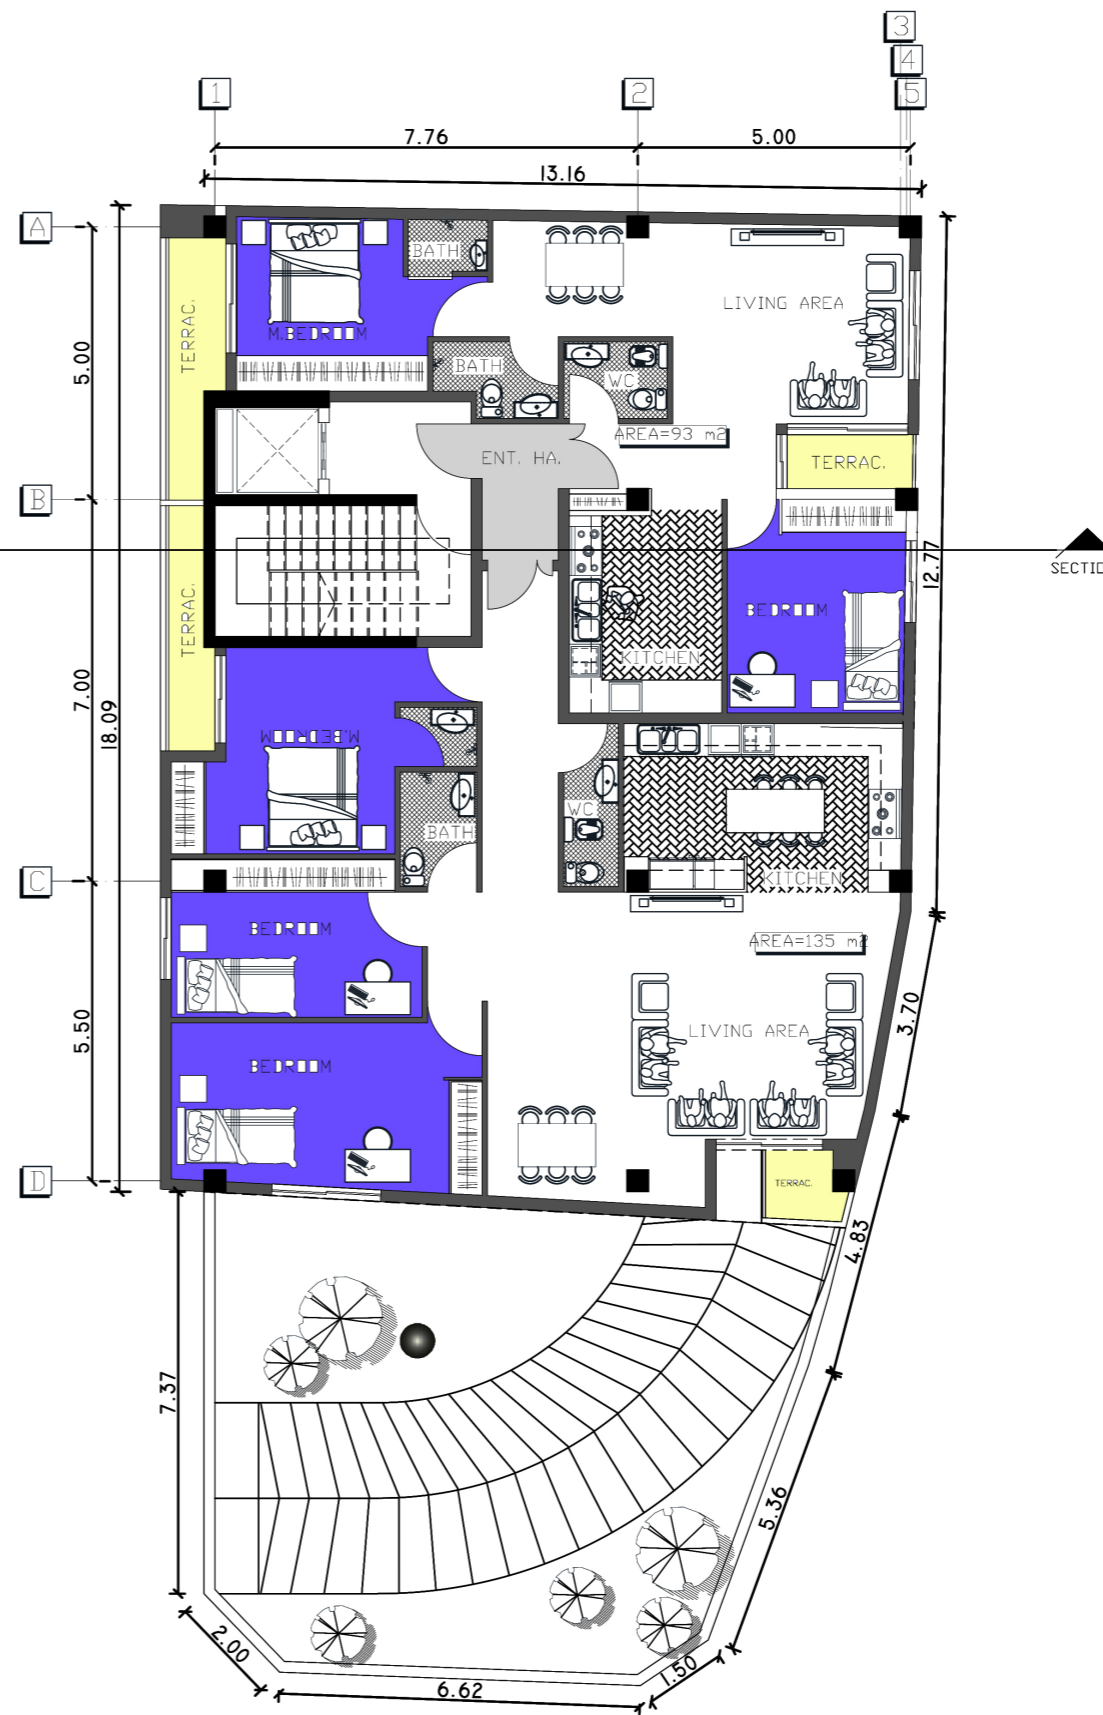 3
4
1
2
5
7.76
5.00
13.16
A
BATH
M.BEDROOM
LIVING AREA
TERRAC.
5.00
BATH
WC
AREA=93 m2
ENT. HA.
TERRAC.
B
SECTIO
12.77
BEDROOM
TERRAC.
KITCHEN
7.00
18.09
M.BEDROOM
WC
BATH
C
KITCHEN
BEDROOM
AREA=135 m2
3.70
LIVING AREA
5.50
BEDROOM
D
TERRAC.
4.83
7.37
5.36
2.00
1.50
6.62